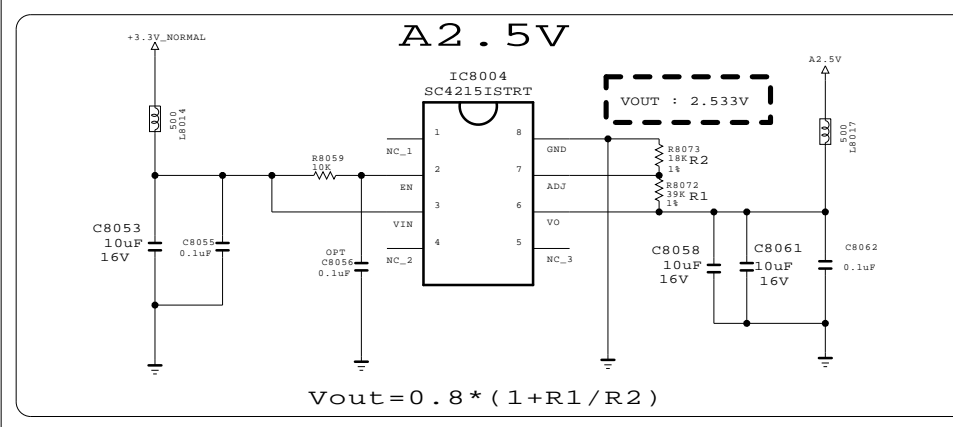 A2.5V
+3.3V_NORMAL
500
L8014
IC8004
SC4215ISTRT
VOUT : 2.533V
A2.5V
500
L8017
1
NC_1
2
EN
3
VIN
4
NC_2
8
GND
7
ADJ
6
VO
5
NC_3
R8059
10K
R8073
18K R2
1%
R8072
39K R1
1%
C8053
10uF
16V
C8055
0.1uF
OPT
C8056
0.1uF
C8058
10uF
16V
C8061
10uF
16V
C8062
0.1uF
Vout=0.8*(1+R1/R2)